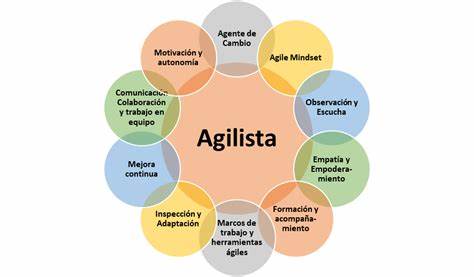 Agente de
Cambio
Agile Mindset
Observación y
Escucha
Empatía y
Empodera-
miento
Formación y
acompaña-
miento
Marcos de
trabajo y
herramientas
ágiles
Inspección y
Adaptación
Mejora
continua
Comunicación
Colaboración
y trabajo en
equipo
Motivación y
autonomía
Agilista